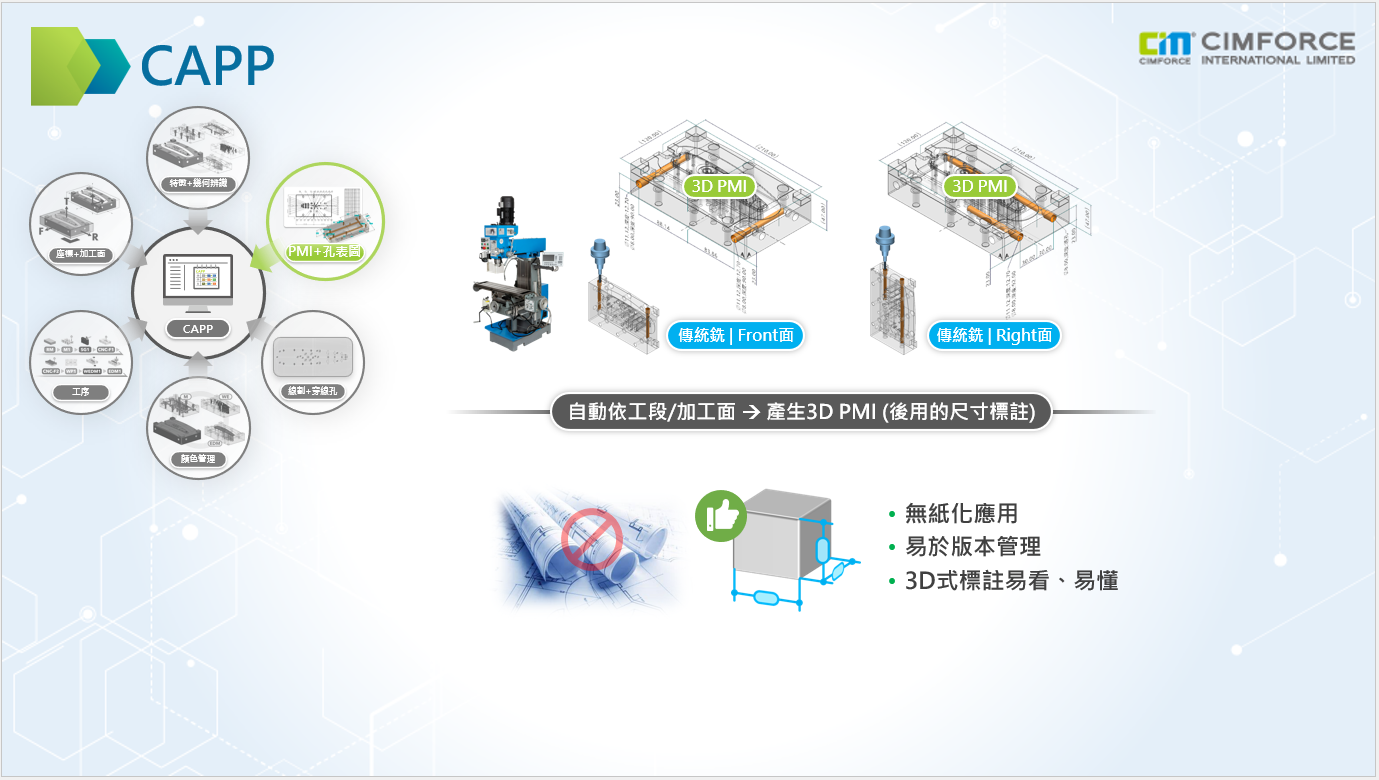 CAPP
CIMFORCE
CIMFORCE
INTERNATIONAL LIMITED
特徵+幾何辨識
座標+加工面
T
F
R
PMI+孔表圖
CAPP
CAPP
工序
線割+穿線孔
顏色管理
M
WE
EDM
3D PMI
3D PMI
傳統銑 | Front面
傳統銑 | Right面
自動依工段/加工面 → 產生3D PMI (後用的尺寸標註)
• 無紙化應用
• 易於版本管理
• 3D式標註易看、易懂